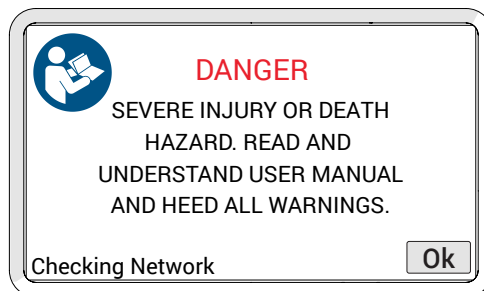 DANGER
SEVERE INJURY OR DEATH
HAZARD. READ AND
UNDERSTAND USER MANUAL
AND HEED ALL WARNINGS.
Checking Network
Ok